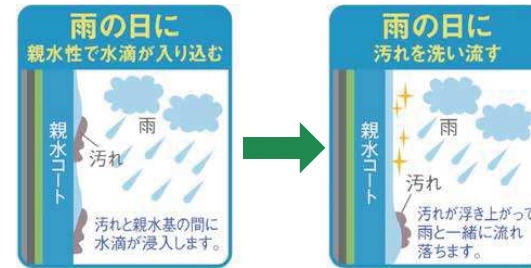 雨の日に
親水性で水滴が入り込む
親水コート
雨
汚れ
汚れと親水基の間に
水滴が浸入します。
雨の日に
汚れを洗い流す
親水コート
雨
汚れ
汚れが浮き上がって
雨と一緒に流れ
落ちます。